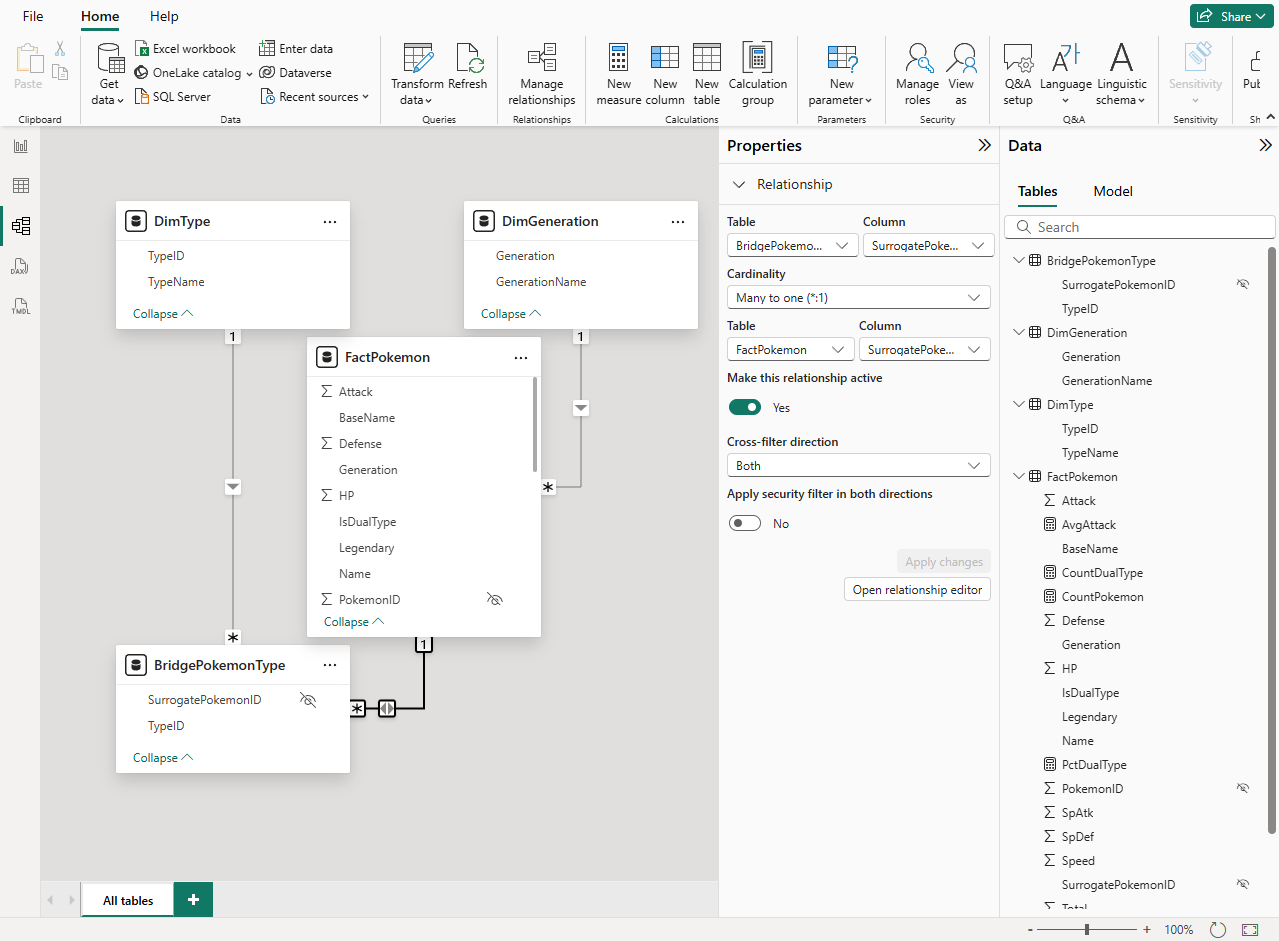 File Home Help Share
Paste
Clipboard
Get data
Excel workbook
OneLake catalog
SQL Server
Enter data
Dataverse
Recent sources
Data
Transform data
Refresh
Queries
Manage relationships
Relationships
New measure
New column
New table
Calculation group
Calculations
New parameter
Parameters
Manage roles
View as
Security
Q&A setup
Language
Linguistic schema
Q&A
Sensitivity
Sensitivity
Pub
Sh
DAX
TMDL
DimType ...
TypeID
TypeName
Collapse
1
*
DimGeneration ...
Generation
GenerationName
Collapse
1
*
FactPokemon ...
Σ Attack
BaseName
Σ Defense
Generation
Σ HP
IsDualType
Legendary
Name
Σ PokemonID
Collapse
1
*
BridgePokemonType ...
SurrogatePokemonID
TypeID
Collapse
All tables +
Properties
Relationship
Table Column
BridgePokemo... SurrogatePoke...
Cardinality
Many to one (*:1)
Table Column
FactPokemon SurrogatePoke...
Make this relationship active
Yes
Cross-filter direction
Both
Apply security filter in both directions
No
Apply changes
Open relationship editor
Data
Tables Model
Search
BridgePokemonType
SurrogatePokemonID
TypeID
DimGeneration
Generation
GenerationName
DimType
TypeID
TypeName
FactPokemon
Σ Attack
AvgAttack
BaseName
CountDualType
CountPokemon
Σ Defense
Generation
Σ HP
IsDualType
Legendary
Name
PctDualType
Σ PokemonID
Σ SpAtk
Σ SpDef
Σ Speed
SurrogatePokemonID
Σ Total
- + 100%